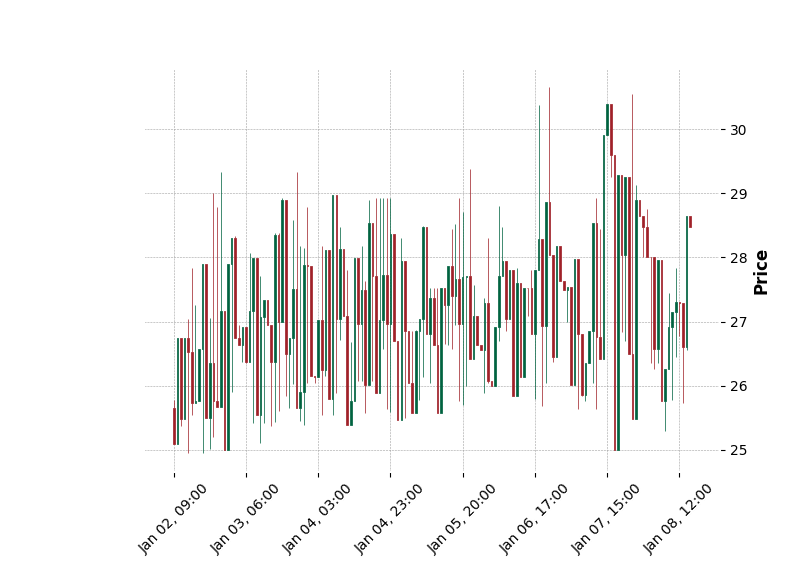 30
29
28
27
26
25
Price
Jan 02, 09:00
Jan 03, 06:00
Jan 04, 03:00
Jan 04, 23:00
Jan 05, 20:00
Jan 06, 17:00
Jan 07, 15:00
Jan 08, 12:00